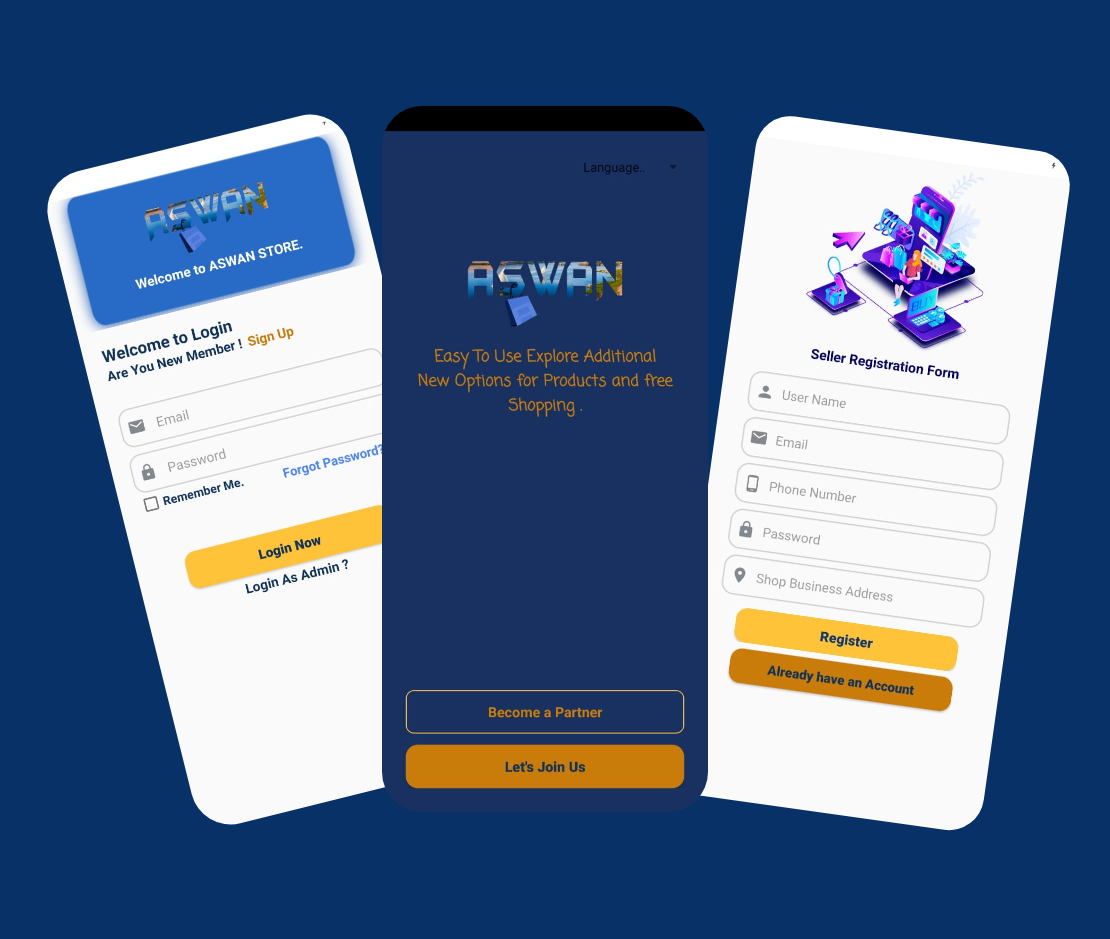 ASWAN
Welcome to ASWAN STORE.
Welcome to Login
Are You New Member ! Sign Up
Email
Password
Remember Me.
Forgot Password?
Login Now
Login As Admin ?
Language..
ASWAN
Easy To Use Explore Additional
New Options for Products and free
Shopping .
Become a Partner
Let's Join Us
BUY
Seller Registration Form
User Name
Email
Phone Number
Password
Shop Business Address
Register
Already have an Account